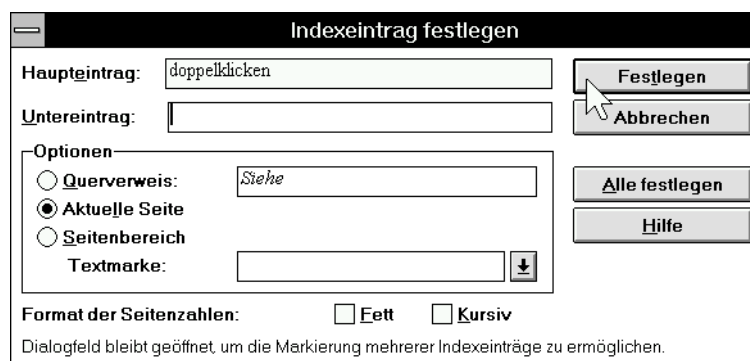 Indexeintrag festlegen
Haupteintrag: doppelklicken
Festlegen
Untereintrag:
Abbrechen
Optionen
Querverweis: Siehe
Alle festlegen
Aktuelle Seite
Seitenbereich
Hilfe
Textmarke:
Format der Seitenzahlen: Fett Kursiv
Dialogfeld bleibt geöffnet, um die Markierung mehrerer Indexeinträge zu ermöglichen.